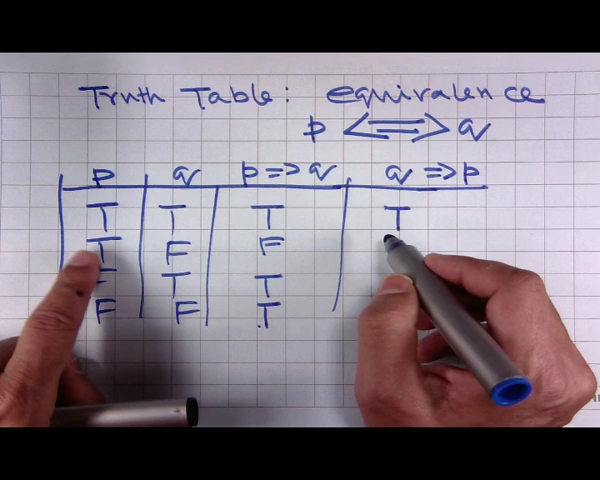 Truth Table: equivalence
p <=> q
p q p => q q => p
T T T T
T F F
F T T
F F T